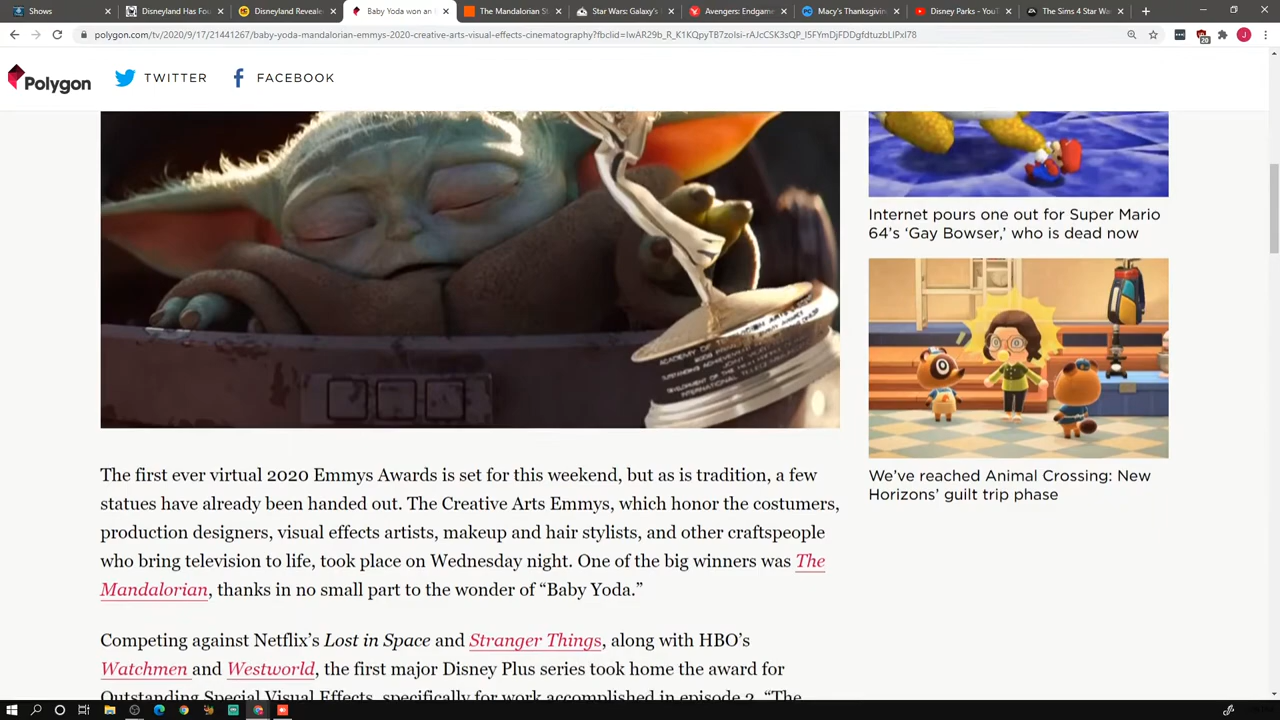 Shows
Disneyland Has Fou
Disneyland Reveale
Baby Yoda won an
The Mandalorian St
Star Wars: Galaxy's
Avengers: Endgam
Macy's Thanksgivin
Disney Parks - YouT
The Sims 4 Star Wa
polygon.com/tv/2020/9/17/21441267/baby-yoda-mandalorian-emmys-2020-creative-arts-visual-effects-cinematography?fbclid=IwAR29b_R_K1KQpyTB7zoIsi-rAJcCSK3sQP_I5FYmDjFDDgfdtuzbLIPxI78
20
J
Polygon
TWITTER
FACEBOOK
Internet pours one out for Super Mario
64's ‘Gay Bowser,’ who is dead now
We've reached Animal Crossing: New
Horizons’ guilt trip phase
The first ever virtual 2020 Emmys Awards is set for this weekend, but as is tradition, a few
statues have already been handed out. The Creative Arts Emmys, which honor the costumers,
production designers, visual effects artists, makeup and hair stylists, and other craftspeople
who bring television to life, took place on Wednesday night. One of the big winners was The
Mandalorian, thanks in no small part to the wonder of “Baby Yoda.”
Competing against Netflix's Lost in Space and Stranger Things, along with HBO's
Watchmen and Westworld, the first major Disney Plus series took home the award for
Outstanding Special Visual Effects, specifically for work accomplished in episode 2, “The